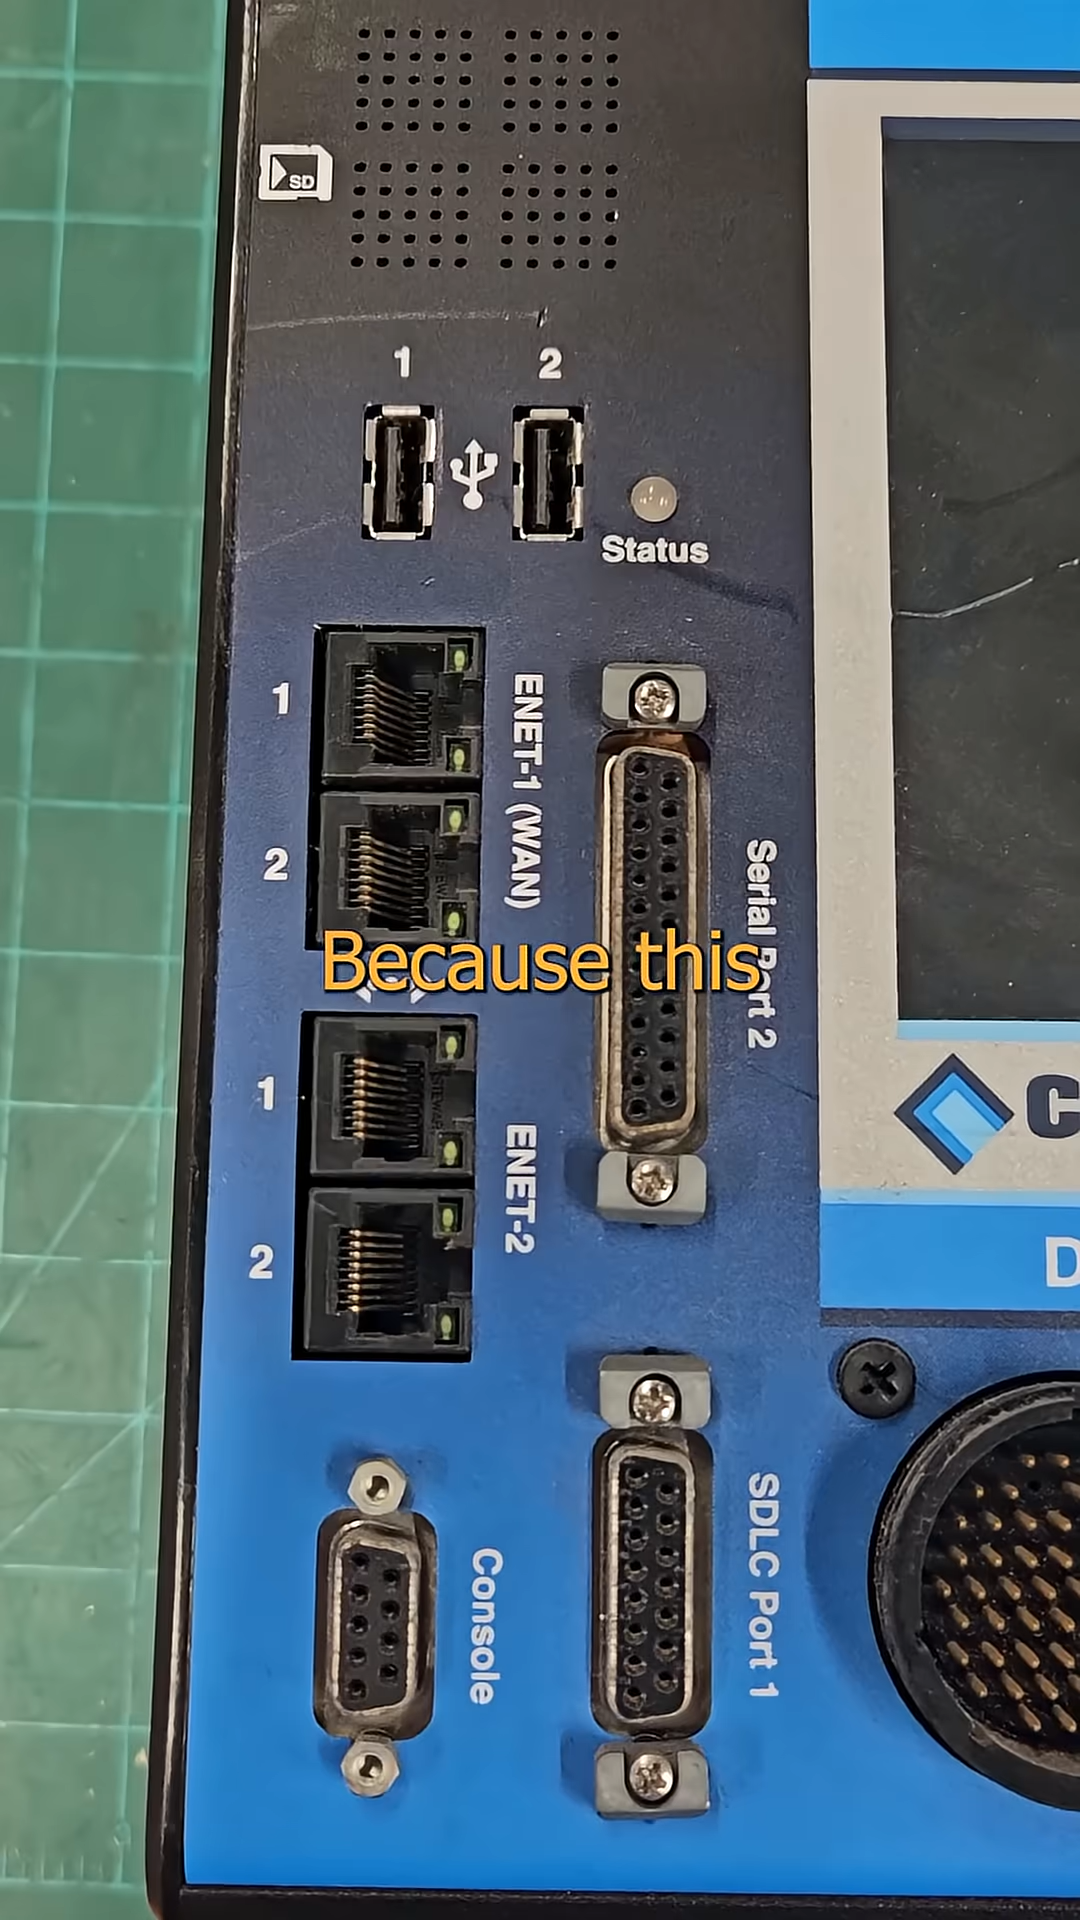 SD
1
2
Status
1
ENET-1 (WAN)
2
Serial Port 2
Because this
1
ENET-2
2
C
D
Console
SDLC Port 1